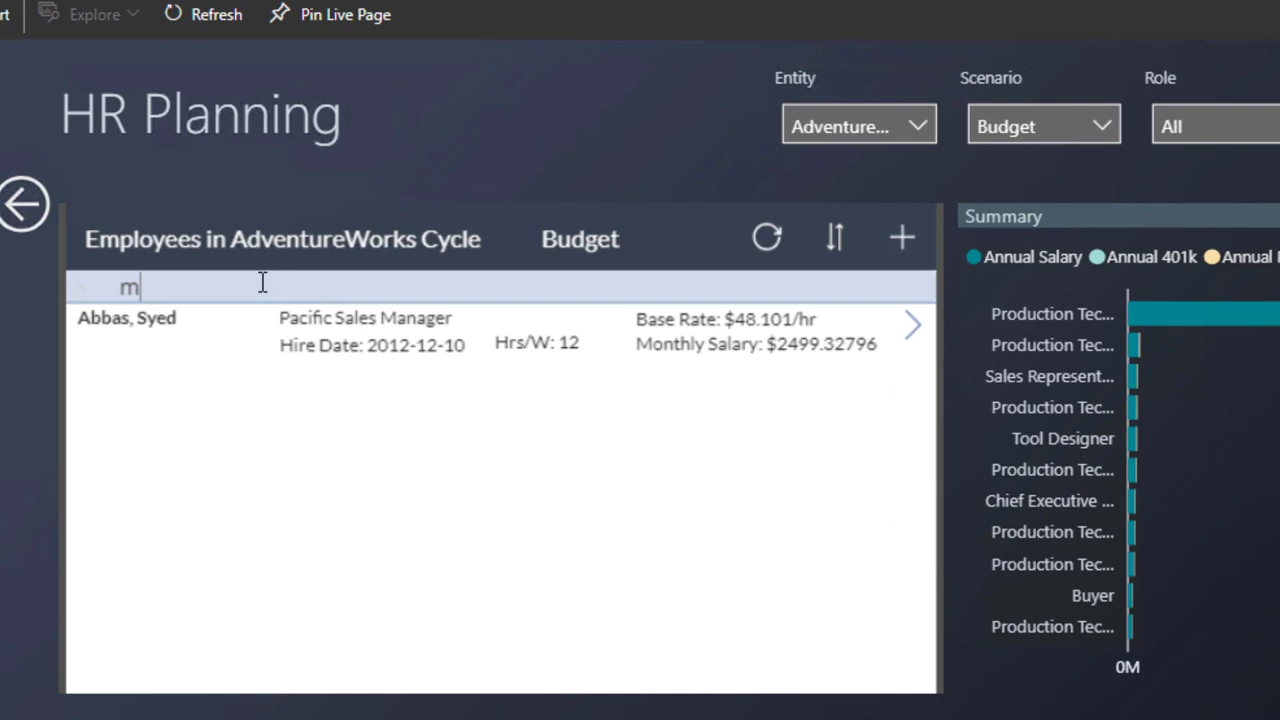 rt Explore Refresh Pin Live Page
HR Planning
Entity Scenario Role
Adventure... Budget All
Employees in AdventureWorks Cycle Budget
m
Abbas, Syed
Pacific Sales Manager
Hire Date: 2012-12-10
Hrs/W: 12
Base Rate: $48.101/hr
Monthly Salary: $2499.32796
Summary
Annual Salary Annual 401k Annual
Production Tec...
Production Tec...
Sales Represent...
Production Tec...
Tool Designer
Production Tec...
Chief Executive ...
Production Tec...
Production Tec...
Buyer
Production Tec...
0M